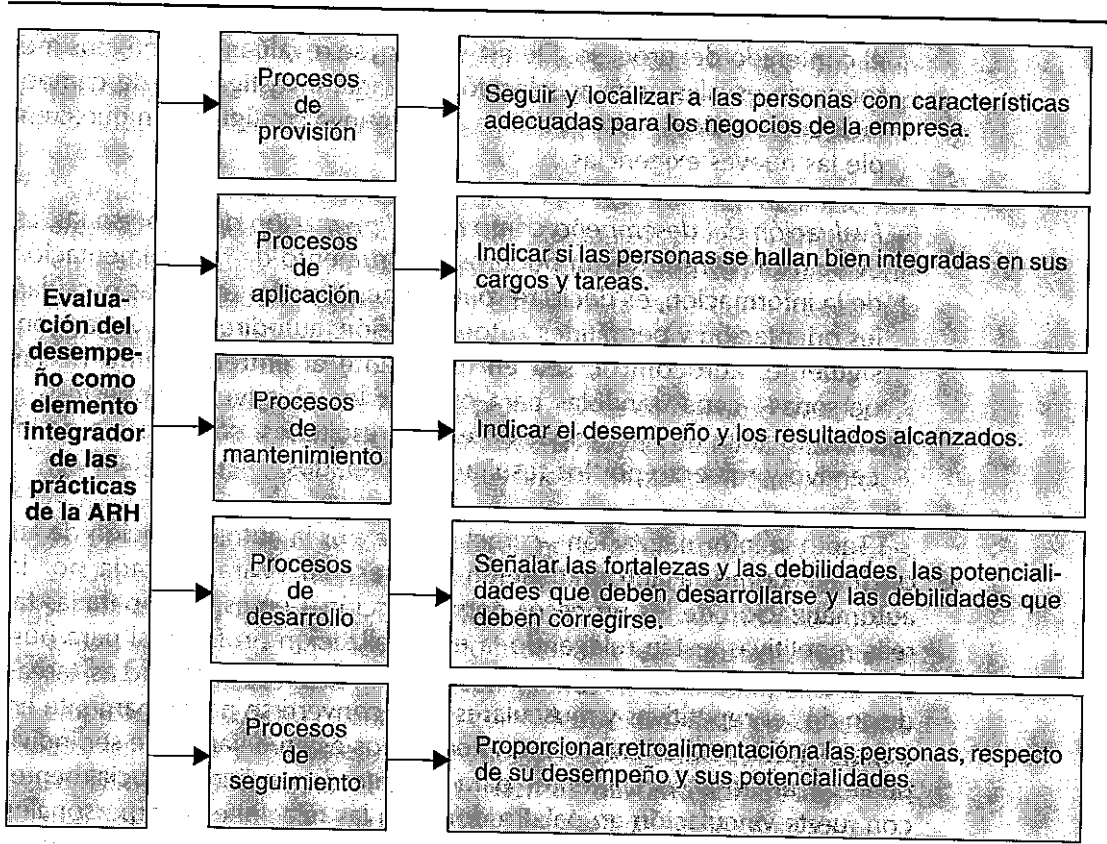 Evalua-
ción del
desempe-
ño como
elemento
integrador
de las
prácticas
de la ARH
Procesos
de
provisión
Seguir y localizar a las personas con características
adecuadas para los negocios de la empresa.
Procesos
de
aplicación
Indicar si las personas se hallan bien integradas en sus
cargos y tareas.
Procesos
de
mantenimiento
Indicar el desempeño y los resultados alcanzados.
Procesos
de
desarrollo
Señalar las fortalezas y las debilidades, las potenciali-
dades que deben desarrollarse y las debilidades que
deben corregirse.
Procesos
de
seguimiento
Proporcionar retroalimentación a las personas, respecto
de su desempeño y sus potencialidades.